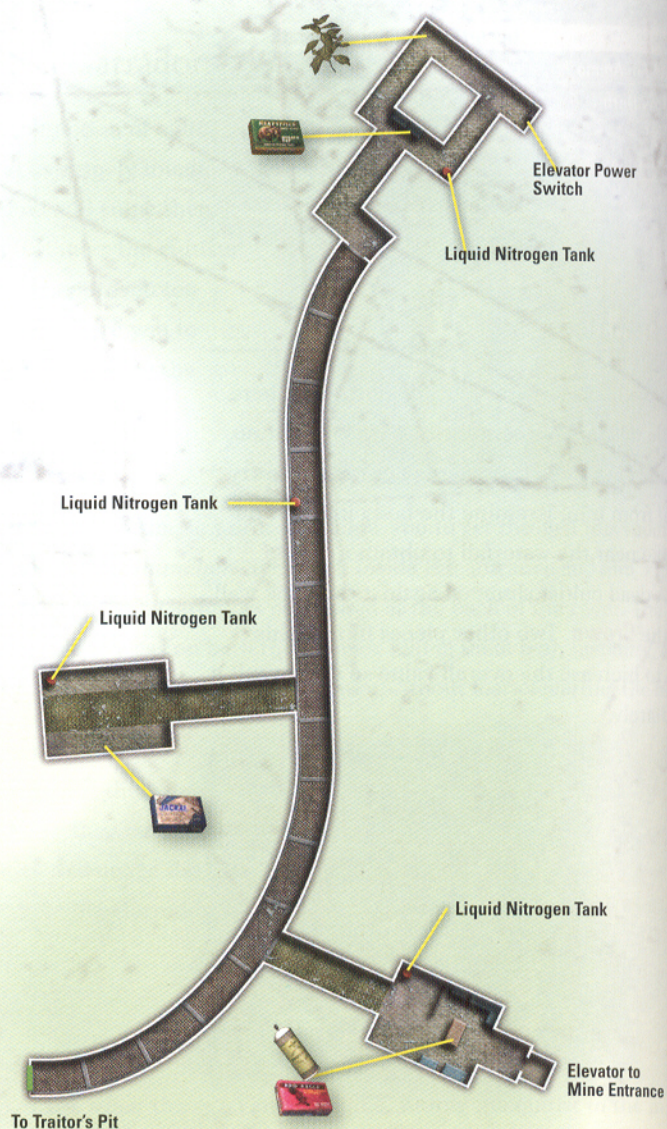 Elevator Power
Switch
Liquid Nitrogen Tank
Liquid Nitrogen Tank
Liquid Nitrogen Tank
JACKAL
Liquid Nitrogen Tank
Elevator to
Mine Entrance
To Traitor's Pit